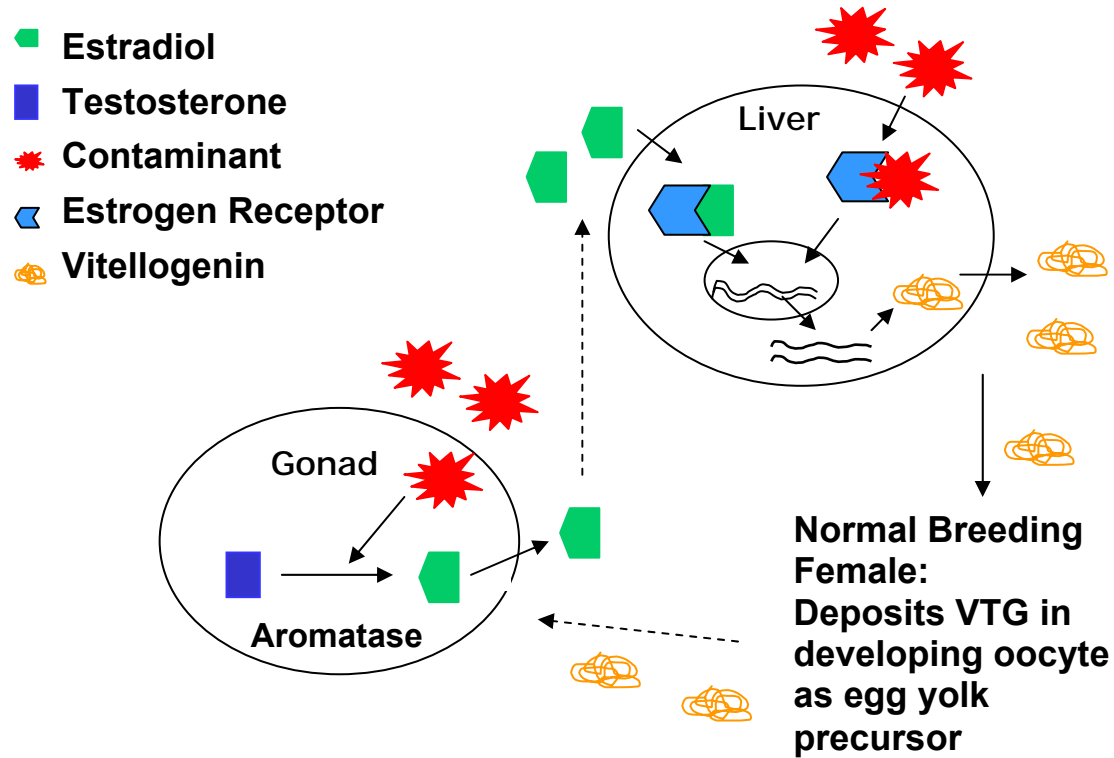 Estradiol
Testosterone
Contaminant
Estrogen Receptor
Vitellogenin
Liver
Gonad
Aromatase
Normal Breeding
Female:
Deposits VTG in
developing oocyte
as egg yolk
precursor